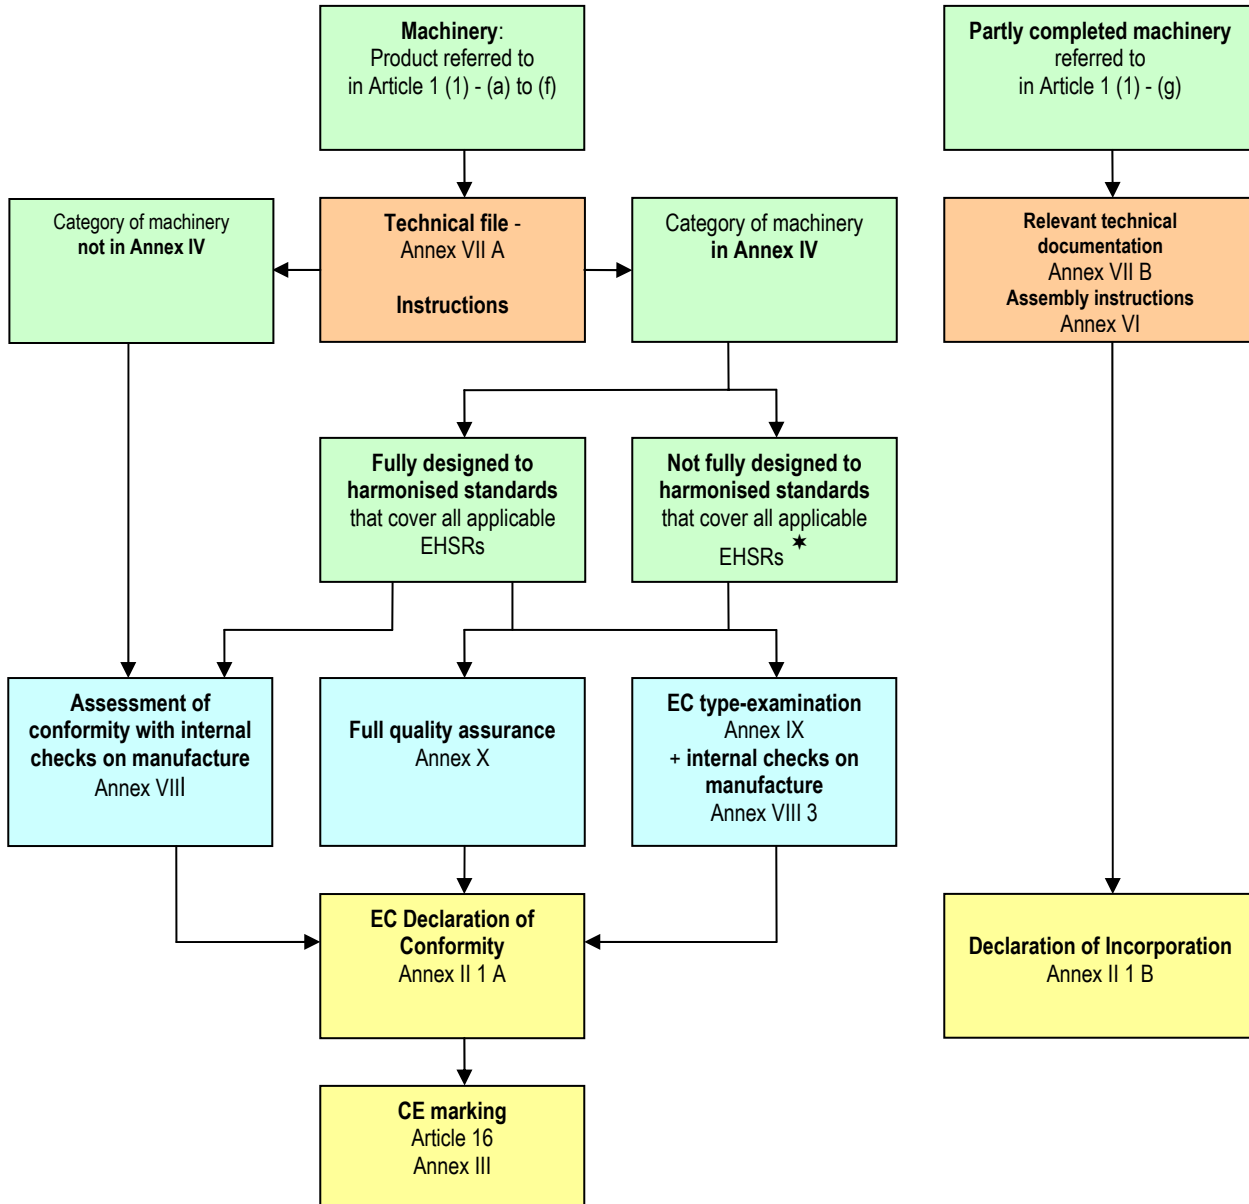 Machinery:
Product referred to
in Article 1 (1) - (a) to (f)
Partly completed machinery
referred to
in Article 1 (1) - (g)
Category of machinery
not in Annex IV
Technical file -
Annex VII A
Instructions
Category of machinery
in Annex IV
Relevant technical
documentation
Annex VII B
Assembly instructions
Annex VI
Fully designed to
harmonised standards
that cover all applicable
EHSRs
Not fully designed to
harmonised standards
that cover all applicable
EHSRs ✶
Assessment of
conformity with internal
checks on manufacture
Annex VIII
Full quality assurance
Annex X
EC type-examination
Annex IX
+ internal checks on
manufacture
Annex VIII 3
EC Declaration of
Conformity
Annex II 1 A
Declaration of Incorporation
Annex II 1 B
CE marking
Article 16
Annex III